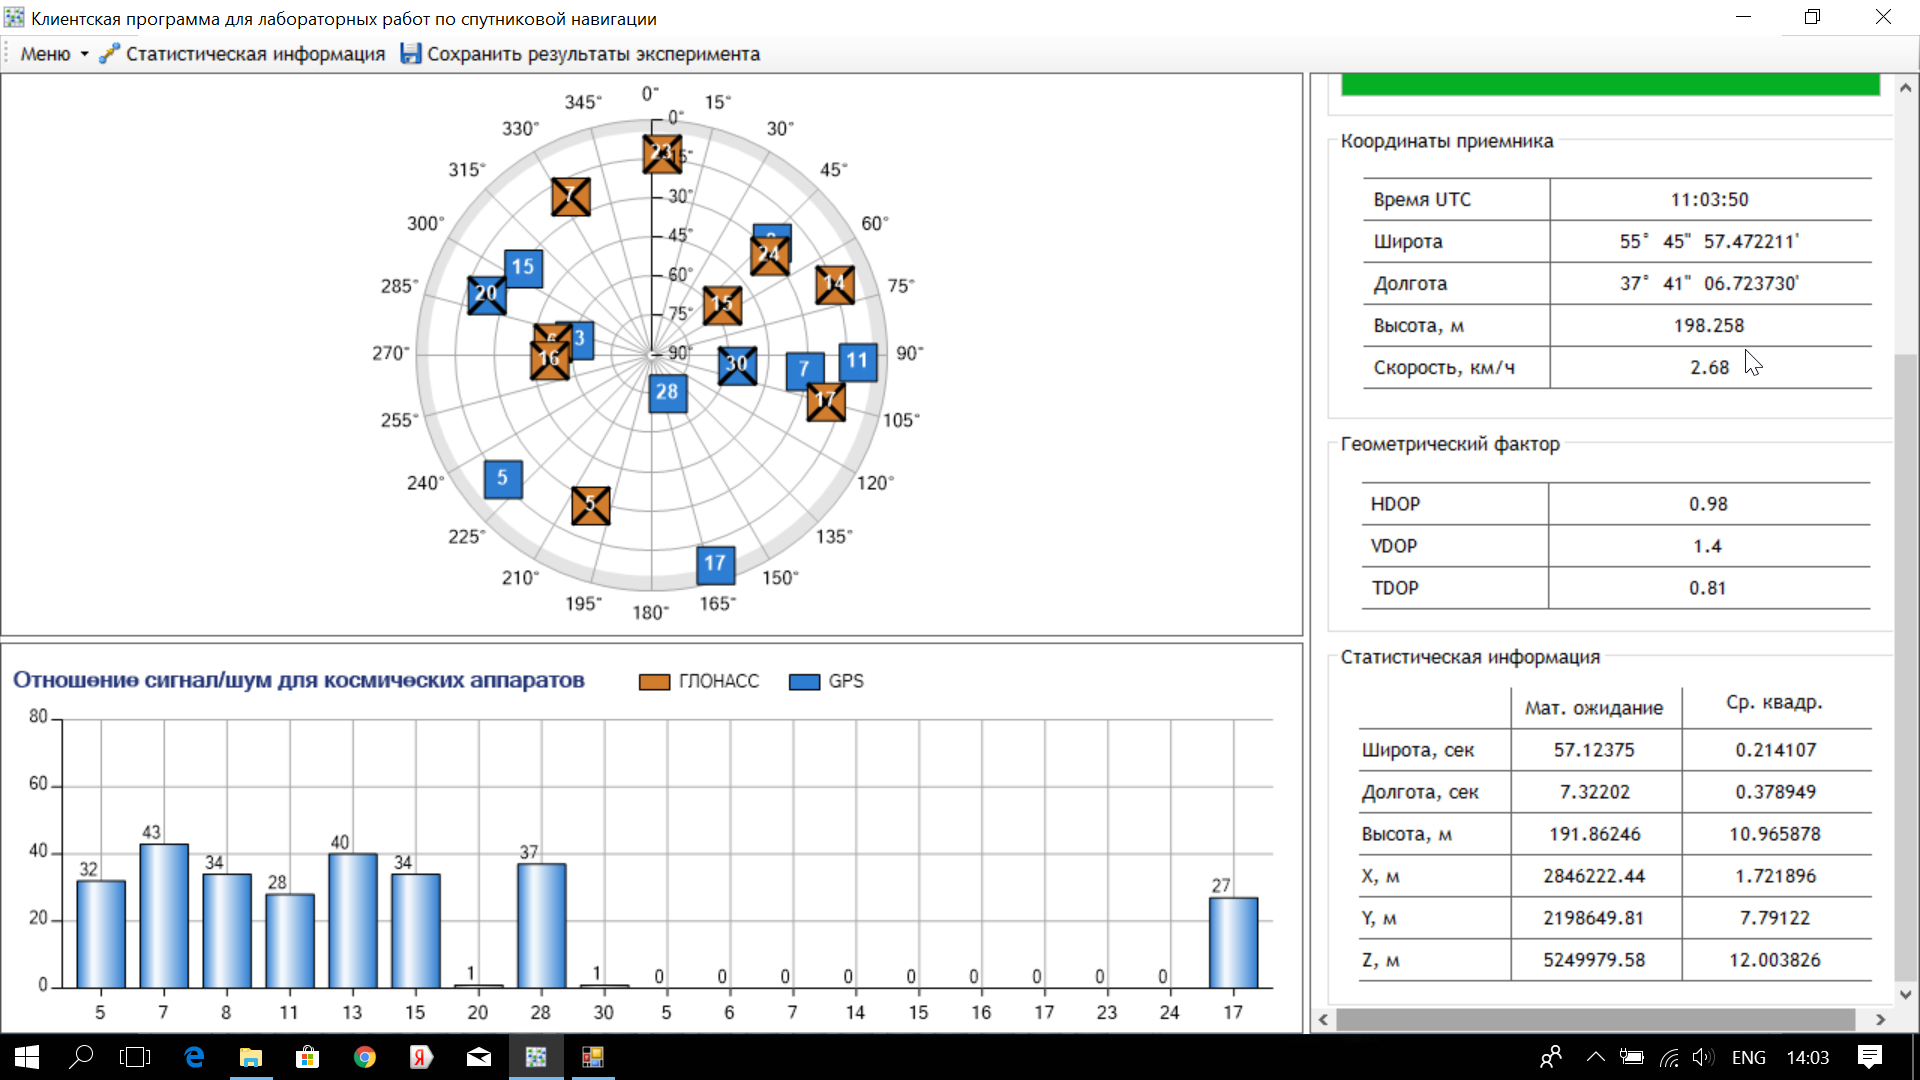 Клиентская программа для лабораторных работ по спутниковой навигации
Меню Статистическая информация Сохранить результаты эксперимента
0° 15° 30° 45° 60° 75° 90° 105° 120° 135° 150° 165° 180° 195° 210° 225° 240° 255° 270° 285° 300° 315° 330° 345°
0°
15°
30°
45°
60°
75°
90°
23
7
24
14
15
15
20
3
16
30
7
11
28
17
5
5
17
Отношение сигнал/шум для космических аппаратов ГЛОНАСС GPS
80
60
40
20
0
32 43 34 28 40 34 1 37 1 0 0 0 0 0 0 0 0 0 27
5 7 8 11 13 15 20 28 30 5 6 7 14 15 16 17 23 24 17
Координаты приемника
Время UTC 11:03:50
Широта 55° 45" 57.472211'
Долгота 37° 41" 06.723730'
Высота, м 198.258
Скорость, км/ч 2.68
Геометрический фактор
HDOP 0.98
VDOP 1.4
TDOP 0.81
Статистическая информация
Мат. ожидание Ср. квадр.
Широта, сек 57.12375 0.214107
Долгота, сек 7.32202 0.378949
Высота, м 191.86246 10.965878
X, м 2846222.44 1.721896
Y, м 2198649.81 7.79122
Z, м 5249979.58 12.003826
ENG 14:03